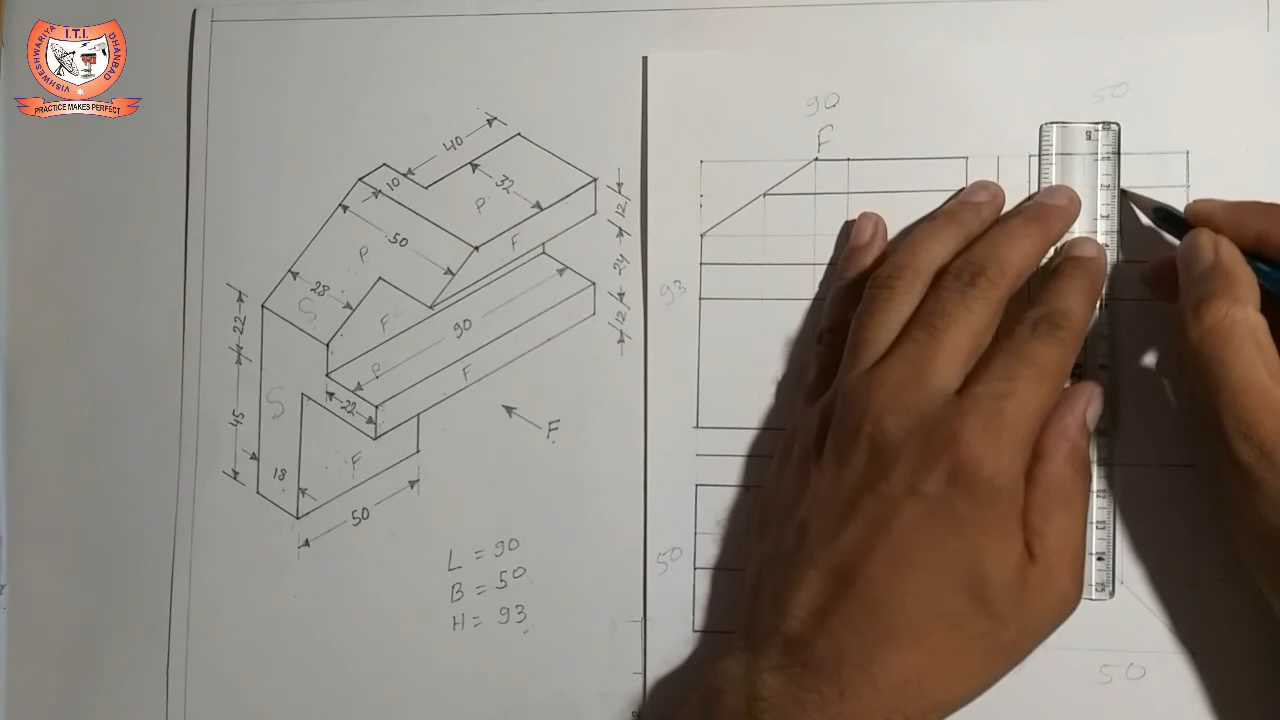 I.T.I.
VISHWESHWARIYA
DHANBAD
PRACTICE MAKES PERFECT
40
10
32
P
12
50
F
P
24
28
S
F
90
12
22
P
F
S
22
45
F
18
F
50
L = 90
B = 50
H = 93
90
F
50
93
50
50